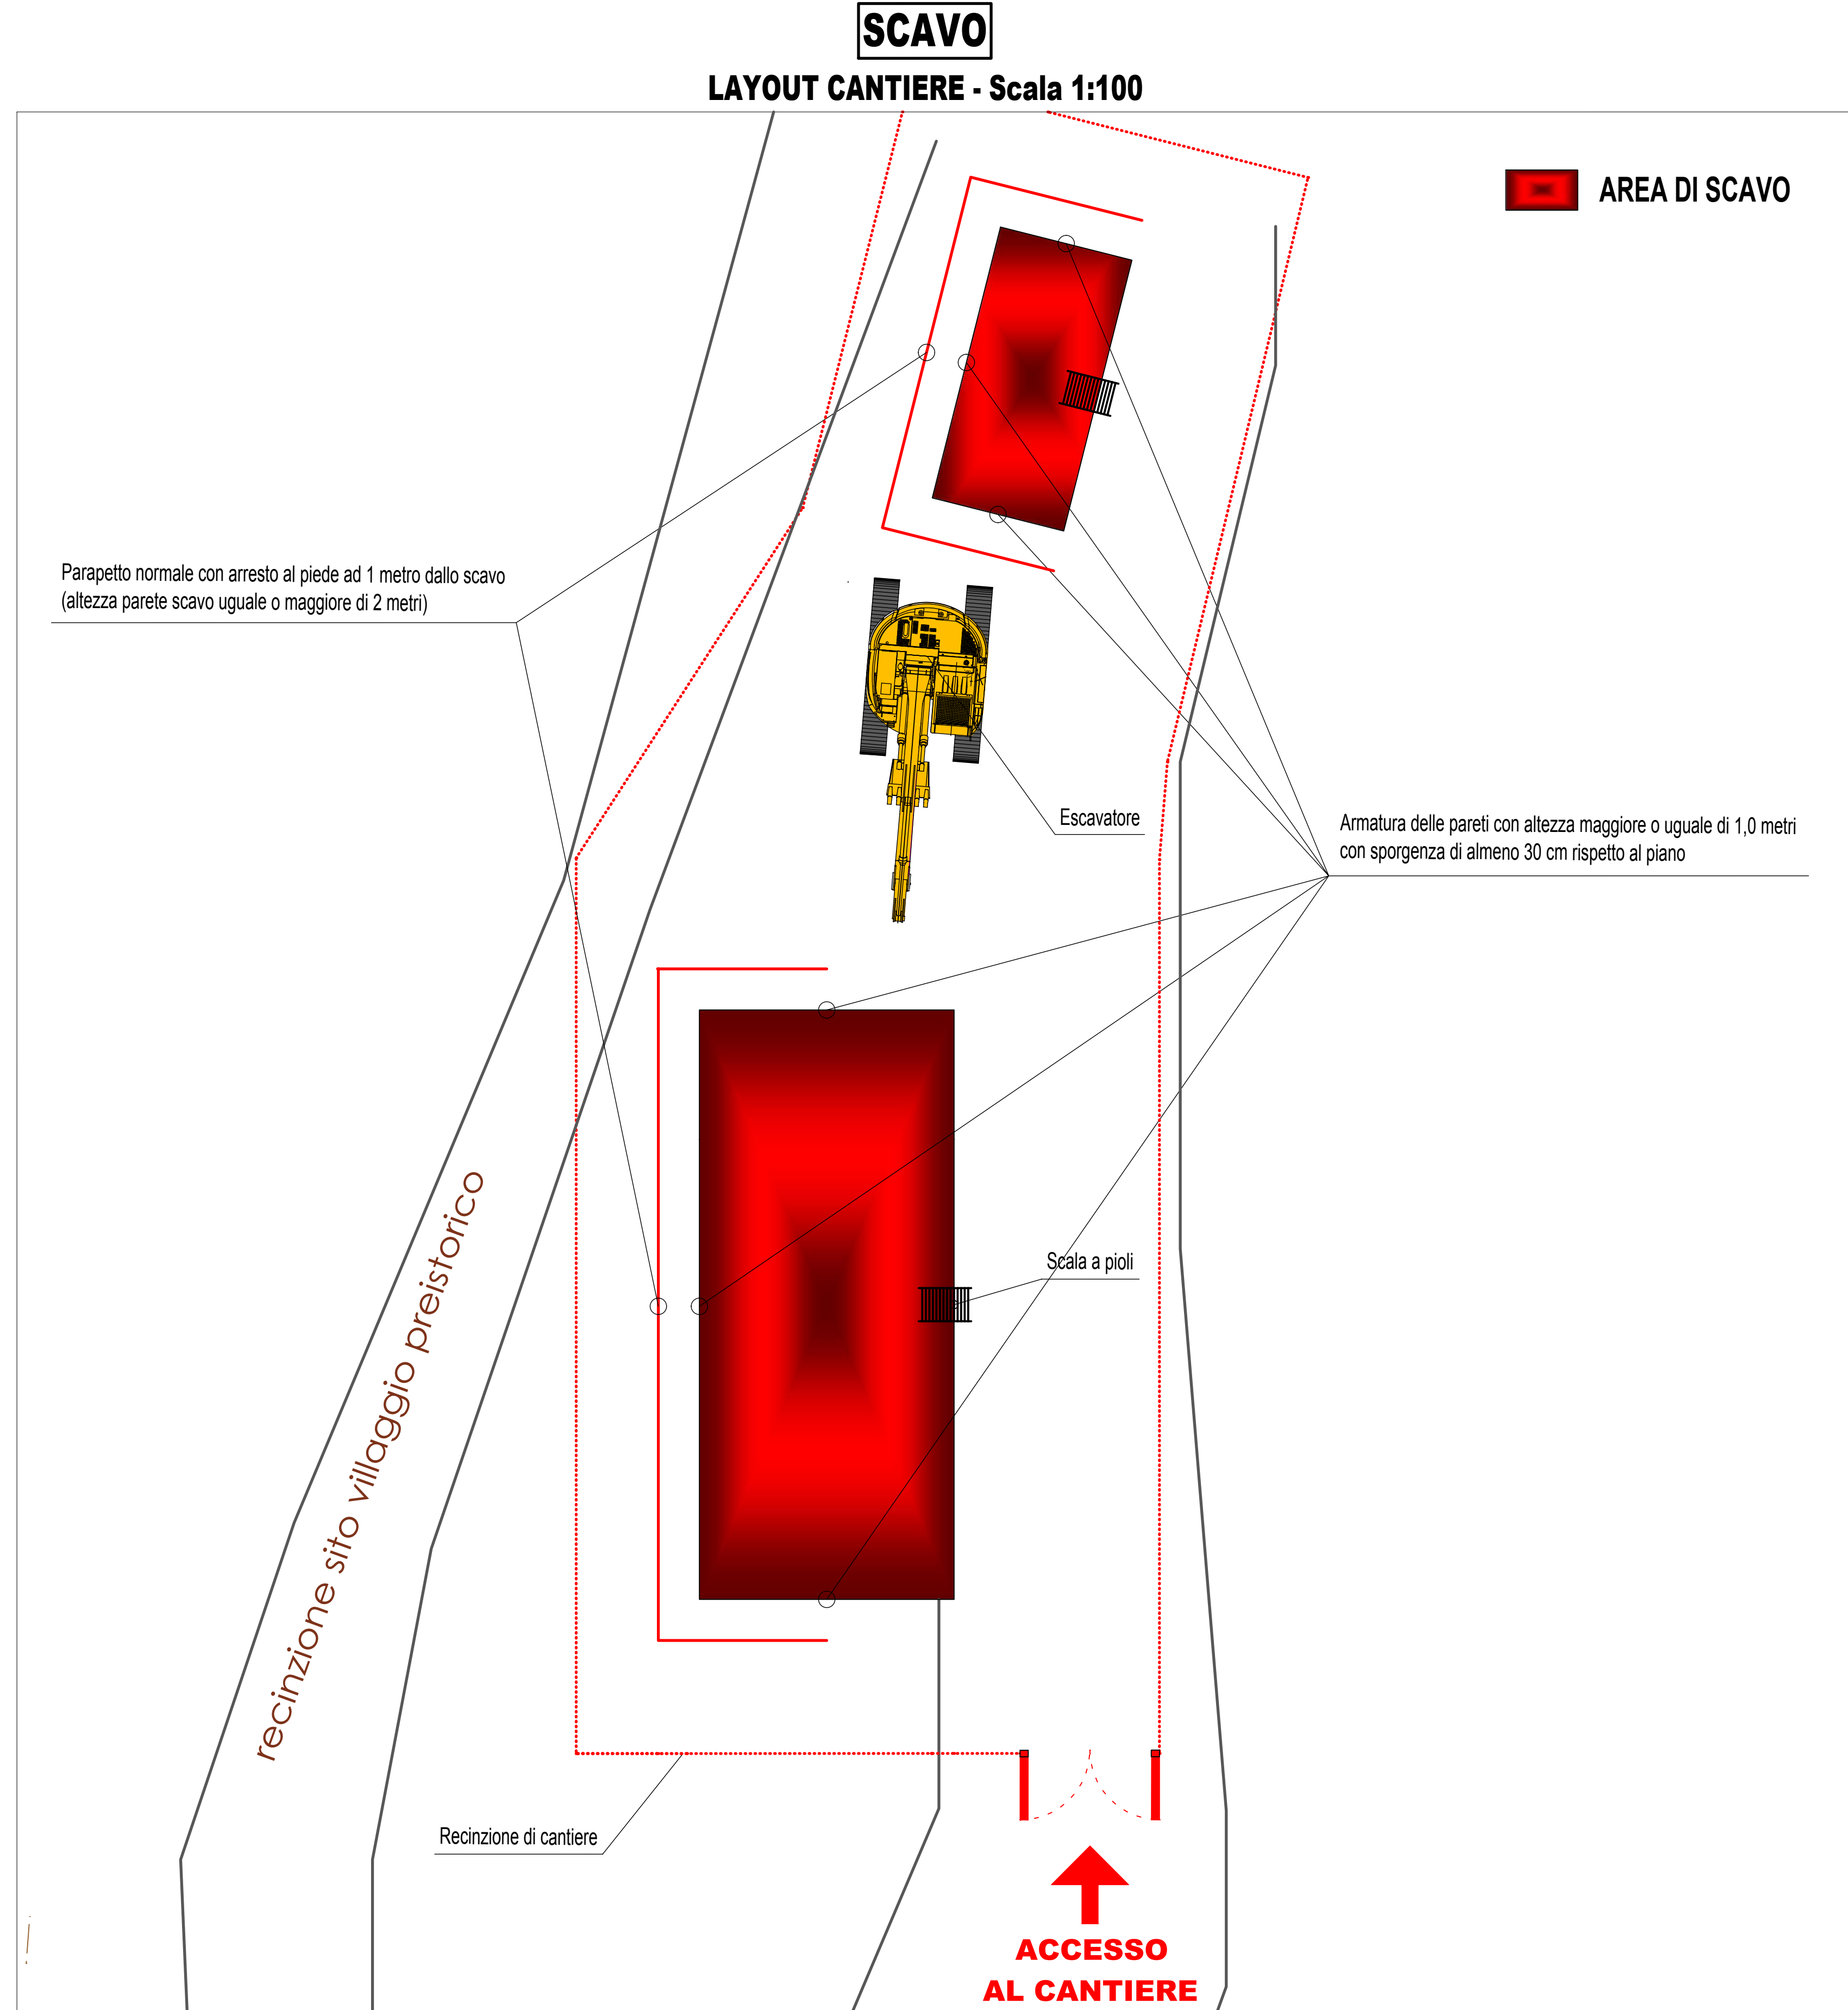 SCAVO
LAYOUT CANTIERE - Scala 1:100
AREA DI SCAVO
Parapetto normale con arresto al piede ad 1 metro dallo scavo
(altezza parete scavo uguale o maggiore di 2 metri)
Escavatore
Armatura delle pareti con altezza maggiore o uguale di 1,0 metri
con sporgenza di almeno 30 cm rispetto al piano
Scala a pioli
recinzione sito villaggio preistorico
Recinzione di cantiere
ACCESSO
AL CANTIERE